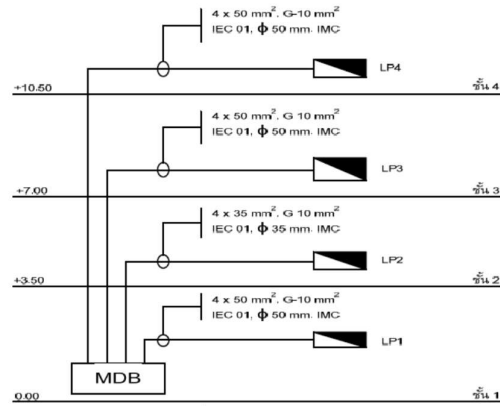 4 x 50 mm². G-10 mm²
IEC 01, ϕ 50 mm. IMC
LP4
+10.50
ชั้น 4
4 x 50 mm². G 10 mm²
IEC 01, ϕ 50 mm. IMC
LP3
+7.00
ชั้น 3
4 x 35 mm². G 10 mm²
IEC 01, ϕ 35 mm. IMC
LP2
+3.50
ชั้น 2
4 x 50 mm². G-10 mm²
IEC 01, ϕ 50 mm. IMC
LP1
MDB
0.00
ชั้น 1